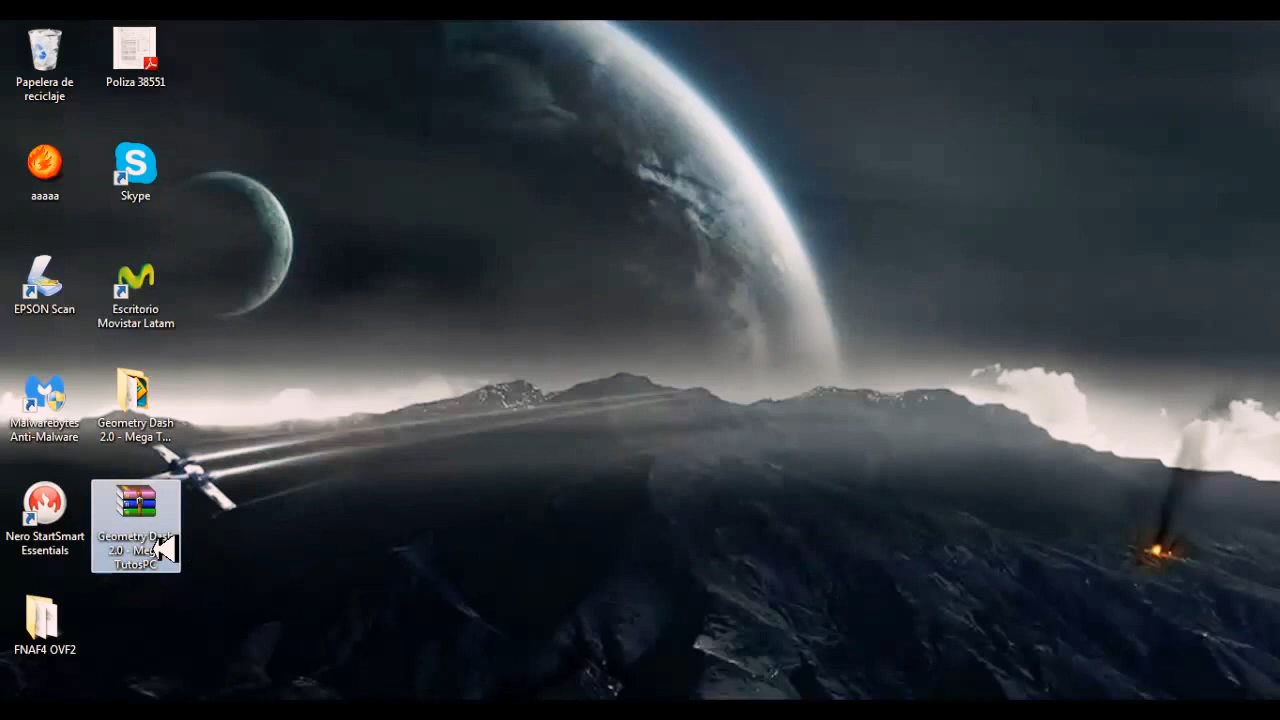 Papelera de
reciclaje
Poliza 38551
aaaaa
S
Skype
EPSON Scan
Escritorio
Movistar Latam
Malwarebytes
Anti-Malware
Geometry Dash
2.0 - Mega T...
Nero StartSmart
Essentials
Geometry Dash
2.0 - Mega
TutosPC
FNAF4 OVF2